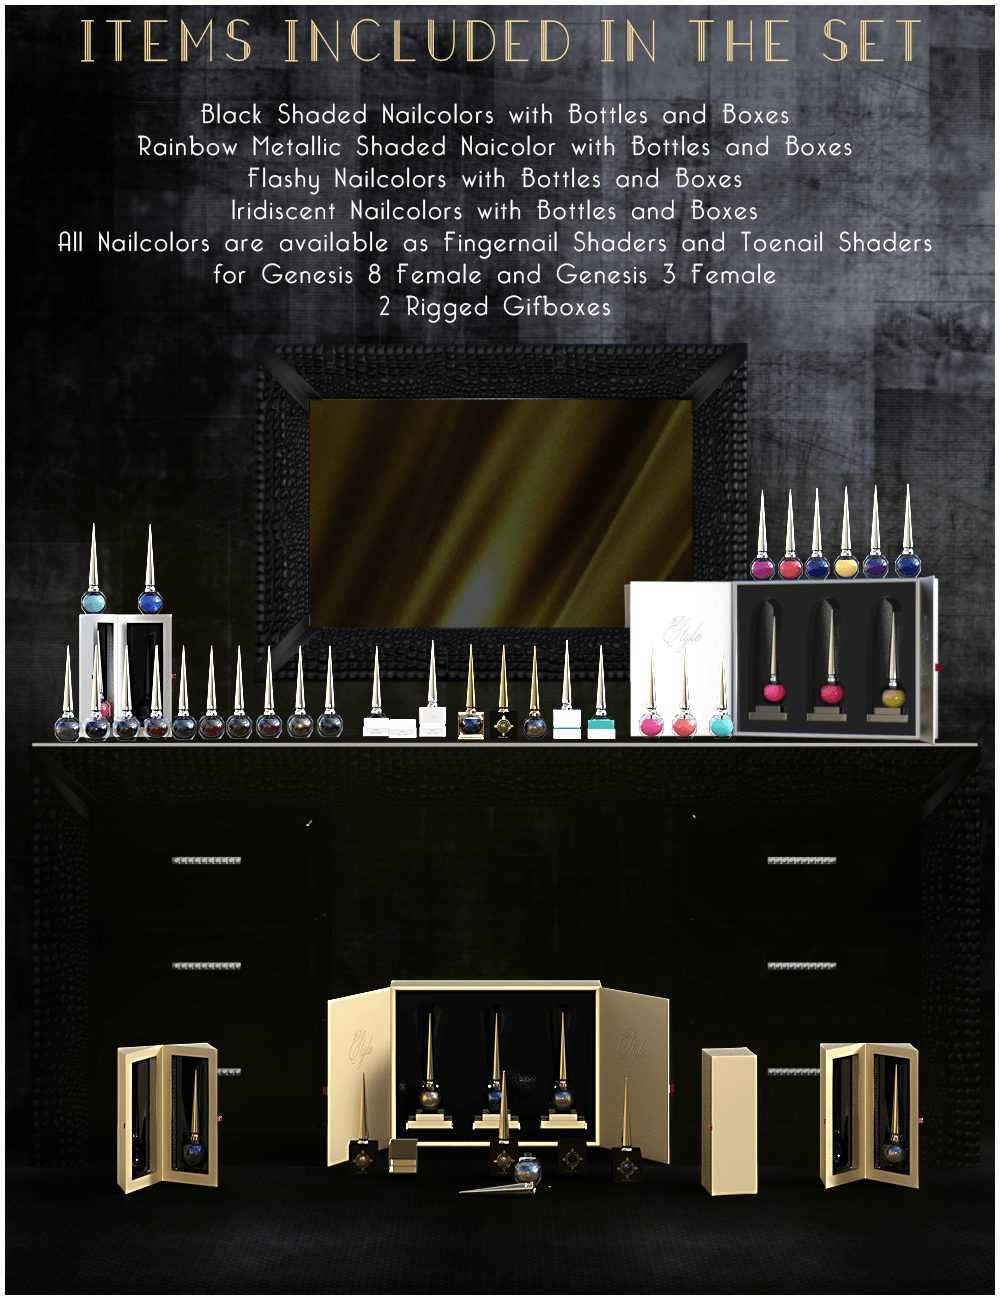 ITEMS INCLUDED IN THE SET
Black Shaded Nailcolors with Bottles and Boxes
Rainbow Metallic Shaded Naicolor with Bottles and Boxes
Flashy Nailcolors with Bottles and Boxes
Iridiscent Nailcolors with Bottles and Boxes
All Nailcolors are available as Fingernail Shaders and Toenail Shaders
for Genesis 8 Female and Genesis 3 Female
2 Rigged Gifboxes